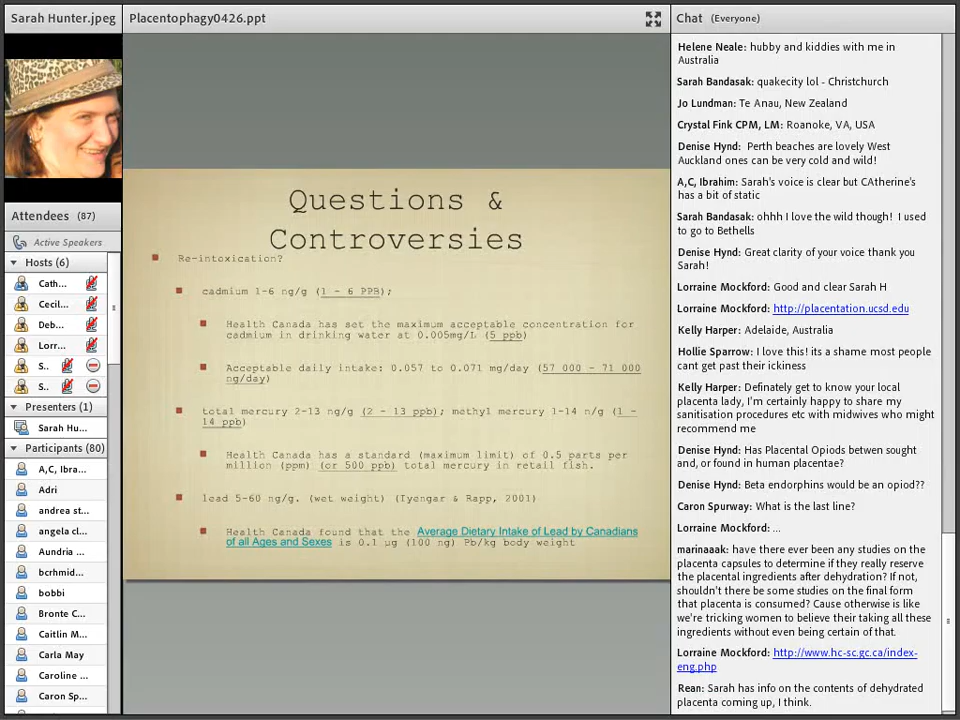 Sarah Hunter.jpeg
Placentophagy0426.ppt
Chat (Everyone)
Attendees (87)
Active Speakers
Hosts (6)
Cath...
Cecil...
Deb...
Lorr...
S..
S..
Presenters (1)
Sarah Hu...
Participants (80)
A,C, Ibra...
Adri
andrea st...
angela cl...
Aundria ...
bcrhmid...
bobbi
Bronte C...
Caitlin M...
Carla May
Caroline ...
Caron Sp...
Questions &
Controversies
Re-intoxication?
cadmium 1-6 ng/g (1 - 6 PPB);
Health Canada has set the maximum acceptable concentration for
cadmium in drinking water at 0.005mg/L (5 ppb)
Acceptable daily intake: 0.057 to 0.071 mg/day (57 000 - 71 000
ng/day)
total mercury 2-13 ng/g (2 - 13 ppb); methyl mercury 1-14 n/g (1 -
14 ppb)
Health Canada has a standard (maximum limit) of 0.5 parts per
million (ppm) (or 500 ppb) total mercury in retail fish.
lead 5-60 ng/g. (wet weight) (Iyengar & Rapp, 2001)
Health Canada found that the Average Dietary Intake of Lead by Canadians
of all Ages and Sexes is 0.1 µg (100 ng) Pb/kg body weight
Helene Neale: hubby and kiddies with me in
Australia
Sarah Bandasak: quakecity lol - Christchurch
Jo Lundman: Te Anau, New Zealand
Crystal Fink CPM, LM: Roanoke, VA, USA
Denise Hynd: Perth beaches are lovely West
Auckland ones can be very cold and wild!
A,C, Ibrahim: Sarah's voice is clear but CAtherine's
has a bit of static
Sarah Bandasak: ohhh I love the wild though! I used
to go to Bethells
Denise Hynd: Great clarity of your voice thank you
Sarah!
Lorraine Mockford: Good and clear Sarah H
Lorraine Mockford: http://placentation.ucsd.edu
Kelly Harper: Adelaide, Australia
Hollie Sparrow: I love this! its a shame most people
cant get past their ickiness
Kelly Harper: Definately get to know your local
placenta lady, I'm certainly happy to share my
sanitisation procedures etc with midwives who might
recommend me
Denise Hynd: Has Placental Opiods betwen sought
and, or found in human placentae?
Denise Hynd: Beta endorphins would be an opiod??
Caron Spurway: What is the last line?
Lorraine Mockford: ...
marinaaak: have there ever been any studies on the
placenta capsules to determine if they really reserve
the placental ingredients after dehydration? If not,
shouldn't there be some studies on the final form
that placenta is consumed? Cause otherwise is like
we're tricking women to believe their taking all these
ingredients without even being certain of that.
Lorraine Mockford: http://www.hc-sc.gc.ca/index-
eng.php
Rean: Sarah has info on the contents of dehydrated
placenta coming up, I think.